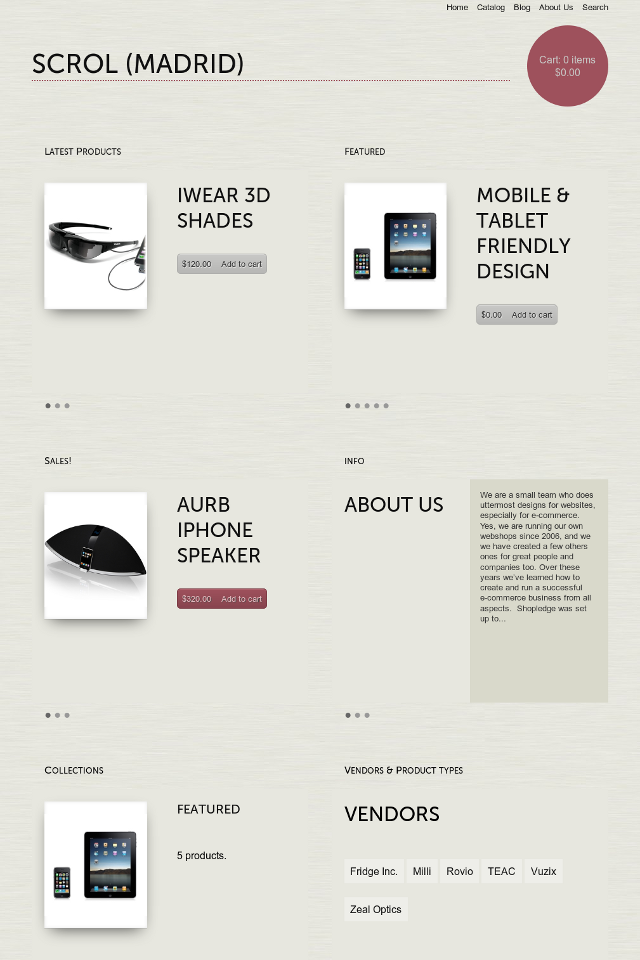 Home Catalog Blog About Us Search
SCROL (MADRID)
Cart: 0 items
$0.00
LATEST PRODUCTS
IWEAR 3D
SHADES
$120.00 Add to cart
FEATURED
MOBILE &
TABLET
FRIENDLY
DESIGN
$0.00 Add to cart
SALES!
AURB
IPHONE
SPEAKER
$320.00 Add to cart
INFO
ABOUT US
We are a small team who does
uttermost designs for websites,
especially for e-commerce.
Yes, we are running our own
webshops since 2006, and we
we have created a few others
ones for great people and
companies too. Over these
years we've learned how to
create and run a successful
e-commerce business from all
aspects. Shopledge was set
up to...
COLLECTIONS
FEATURED
5 products.
VENDORS & PRODUCT TYPES
VENDORS
Fridge Inc. Milli Rovio TEAC Vuzix
Zeal Optics